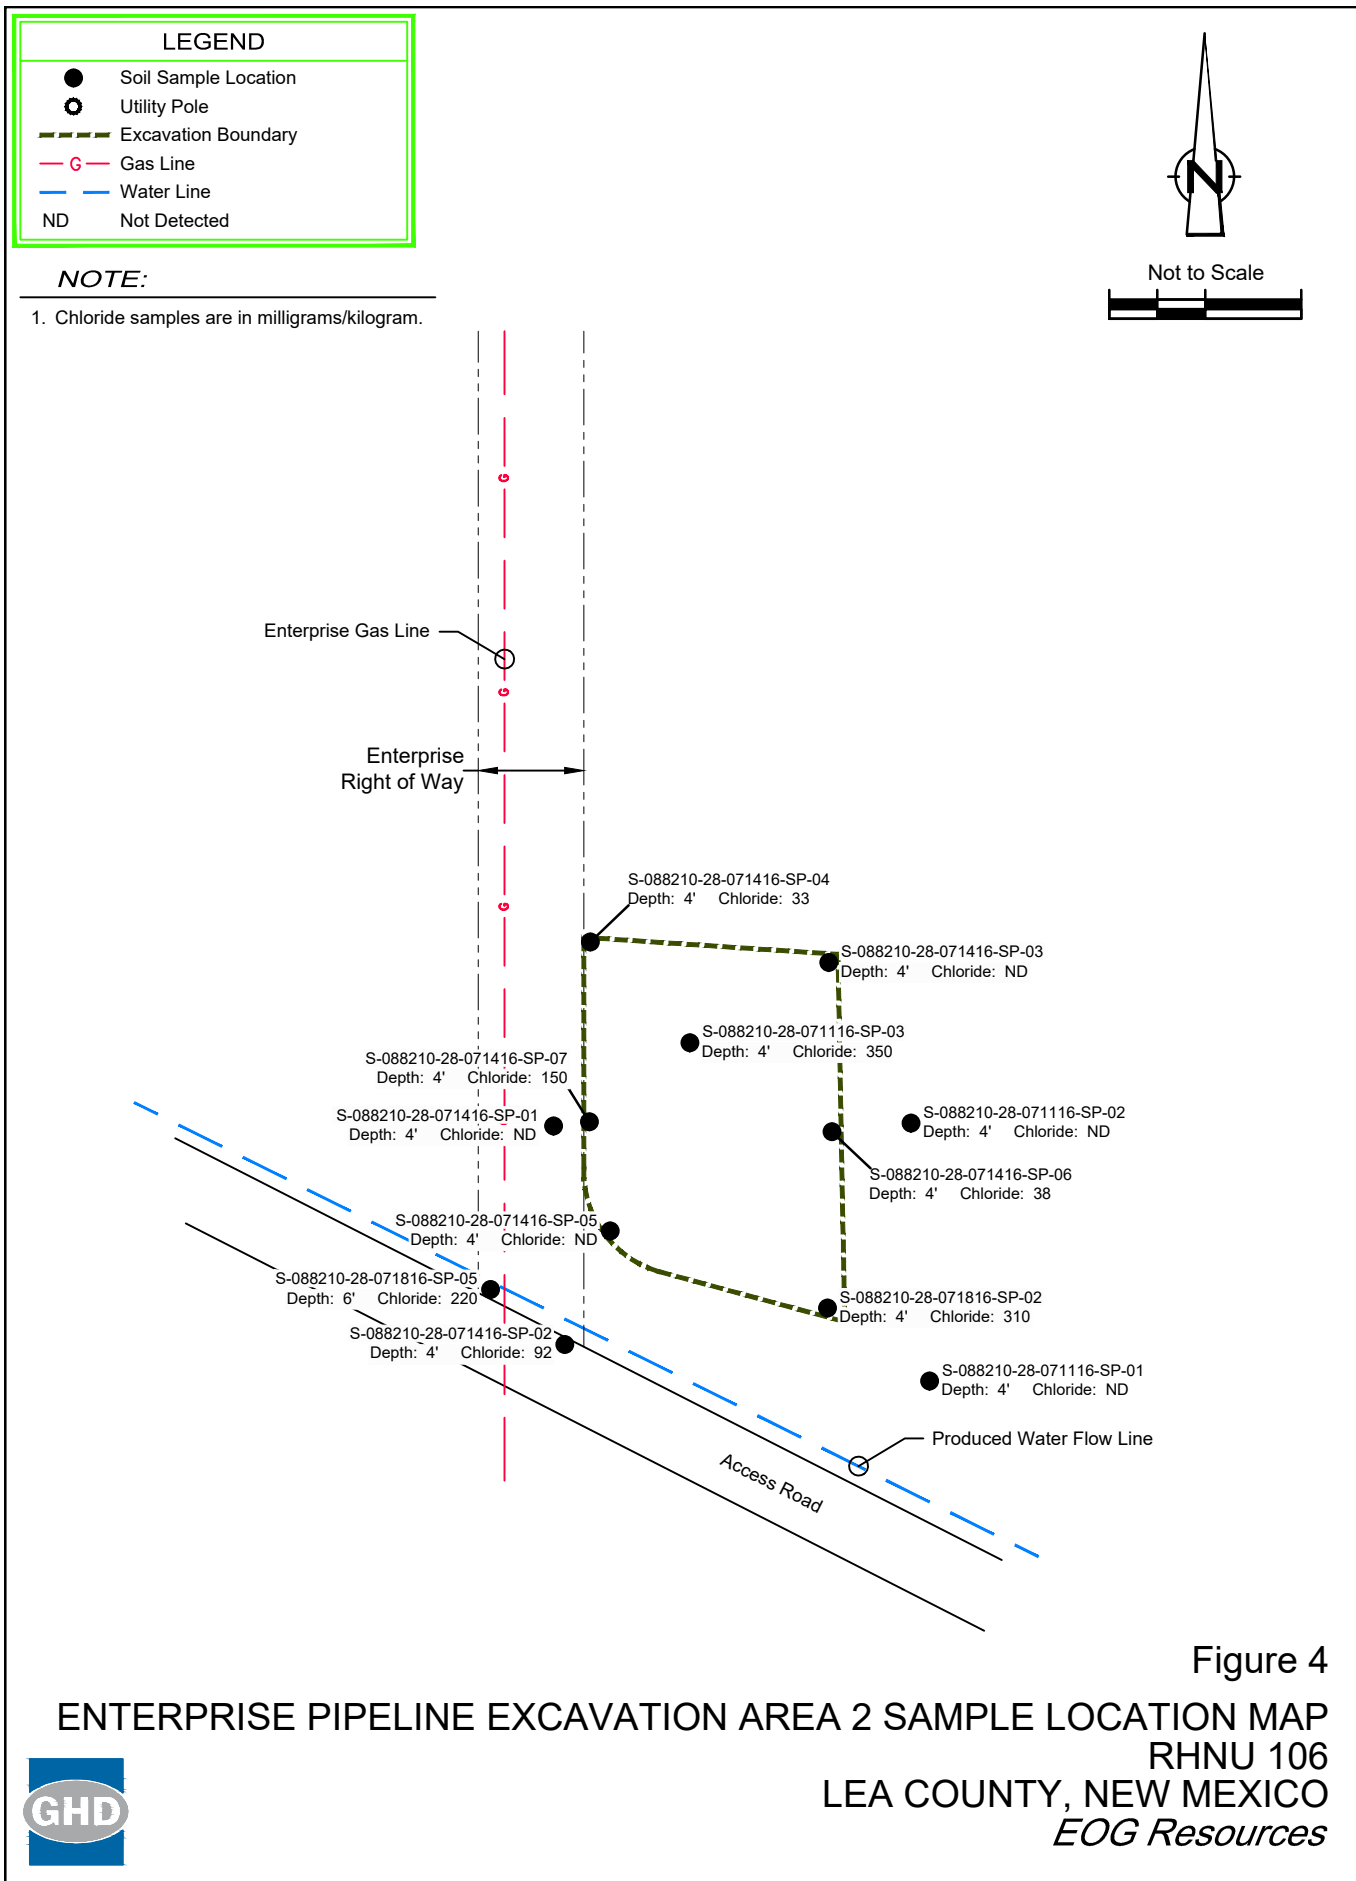 LEGEND
Soil Sample Location
Utility Pole
Excavation Boundary
G Gas Line
Water Line
ND Not Detected
NOTE:
1. Chloride samples are in milligrams/kilogram.
N
Not to Scale
G
Enterprise Gas Line
G
Enterprise
Right of Way
G
S-088210-28-071416-SP-04
Depth: 4' Chloride: 33
S-088210-28-071416-SP-03
Depth: 4' Chloride: ND
S-088210-28-071116-SP-03
Depth: 4' Chloride: 350
S-088210-28-071416-SP-07
Depth: 4' Chloride: 150
S-088210-28-071416-SP-01
Depth: 4' Chloride: ND
S-088210-28-071116-SP-02
Depth: 4' Chloride: ND
S-088210-28-071416-SP-06
Depth: 4' Chloride: 38
S-088210-28-071416-SP-05
Depth: 4' Chloride: ND
S-088210-28-071816-SP-05
Depth: 6' Chloride: 220
S-088210-28-071816-SP-02
Depth: 4' Chloride: 310
S-088210-28-071416-SP-02
Depth: 4' Chloride: 92
S-088210-28-071116-SP-01
Depth: 4' Chloride: ND
Produced Water Flow Line
Access Road
Figure 4
ENTERPRISE PIPELINE EXCAVATION AREA 2 SAMPLE LOCATION MAP
RHNU 106
LEA COUNTY, NEW MEXICO
EOG Resources
GHD